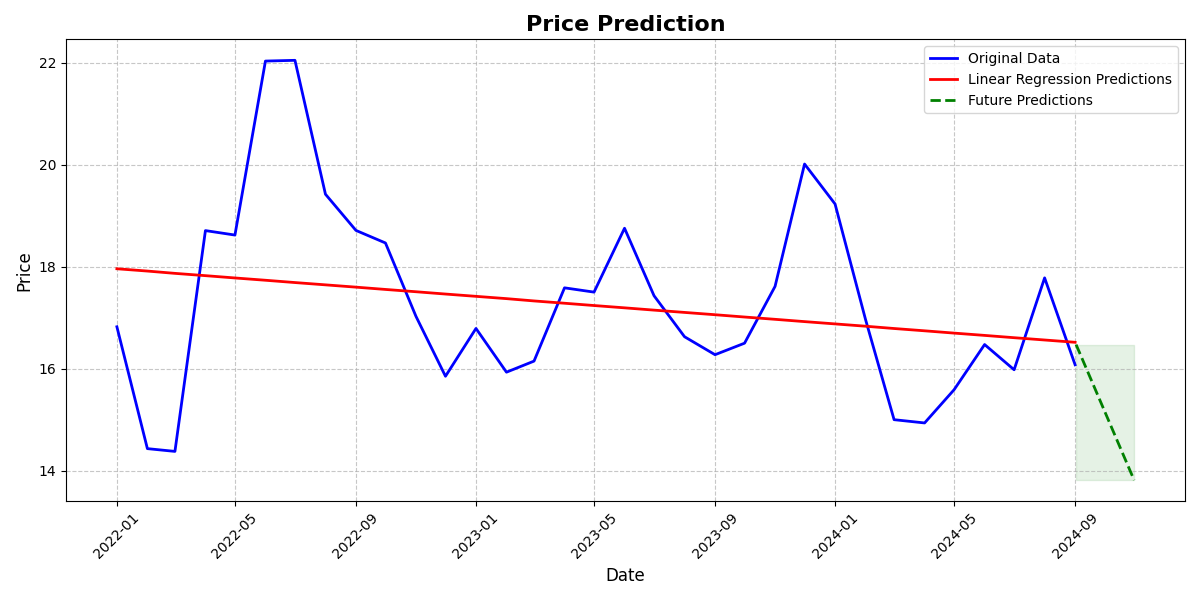 Price Prediction
Original Data
Linear Regression Predictions
Future Predictions
Price
22
20
18
16
14
2022-01
2022-05
2022-09
2023-01
2023-05
2023-09
2024-01
2024-05
2024-09
Date